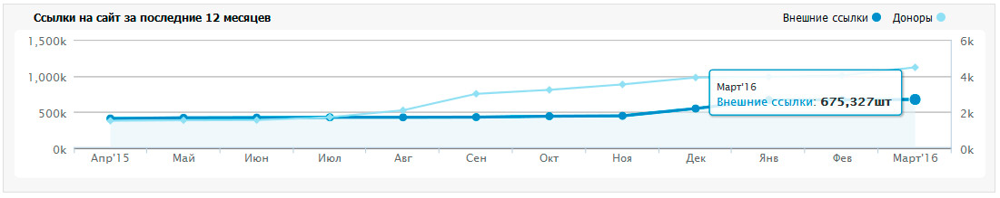 Ссылки на сайт за последние 12 месяцев
Внешние ссылки Доноры
1,500k 6k
1,000k 4k
Март'16
Внешние ссылки: 675,327шт
500k 2k
0k 0k
Апр'15 Май Июн Июл Авг Сен Окт Ноя Дек Янв Фев Март'16